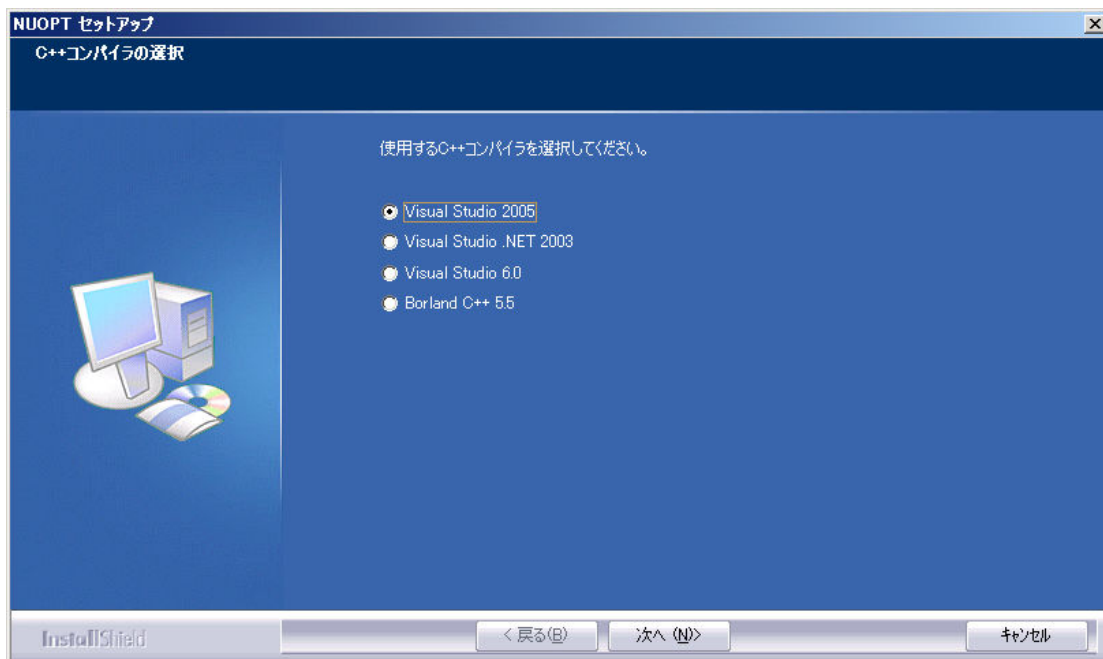 NUOPT セットアップ
C++コンパイラの選択
使用するC++コンパイラを選択してください。
Visual Studio 2005
Visual Studio .NET 2003
Visual Studio 6.0
Borland C++ 5.5
InstallShield
< 戻る(B)
次へ (N)>
キャンセル